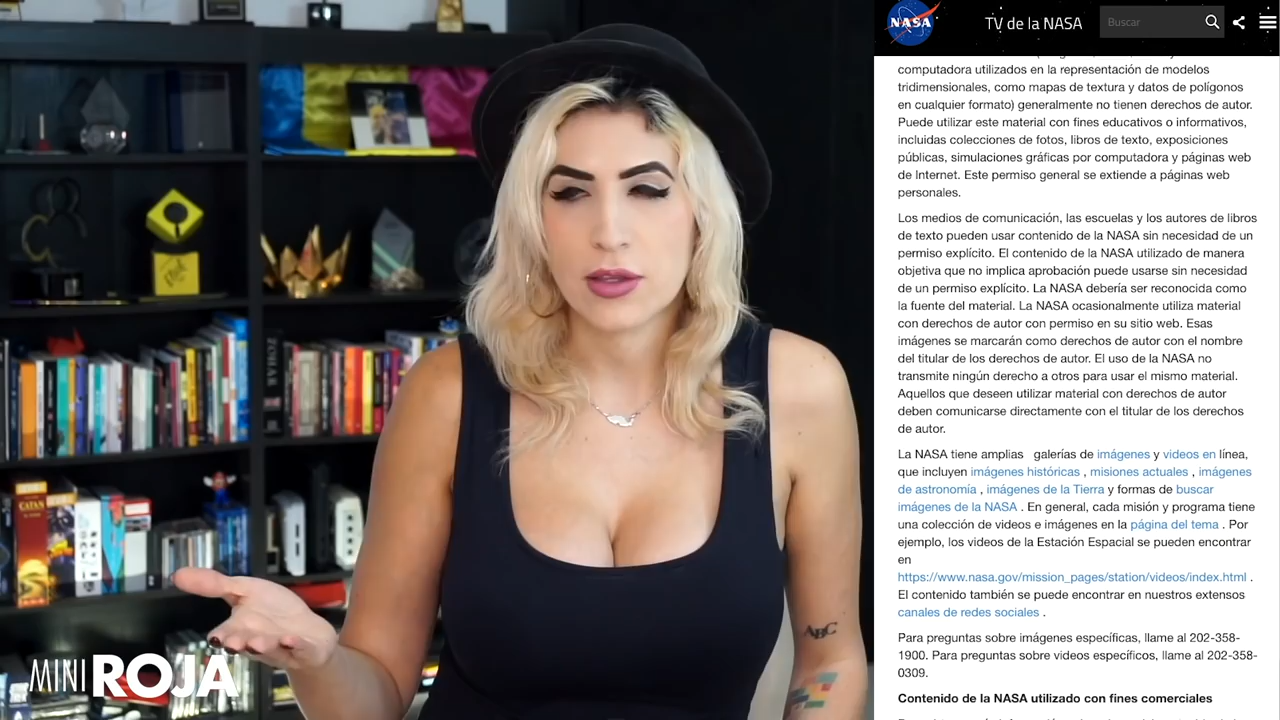 NASA
TV de la NASA
Buscar
computadora utilizados en la representación de modelos
tridimensionales, como mapas de textura y datos de polígonos
en cualquier formato) generalmente no tienen derechos de autor.
Puede utilizar este material con fines educativos o informativos,
incluidas colecciones de fotos, libros de texto, exposiciones
públicas, simulaciones gráficas por computadora y páginas web
de Internet. Este permiso general se extiende a páginas web
personales.
Los medios de comunicación, las escuelas y los autores de libros
de texto pueden usar contenido de la NASA sin necesidad de un
permiso explícito. El contenido de la NASA utilizado de manera
objetiva que no implica aprobación puede usarse sin necesidad
de un permiso explícito. La NASA debería ser reconocida como
la fuente del material. La NASA ocasionalmente utiliza material
con derechos de autor con permiso en su sitio web. Esas
imágenes se marcarán como derechos de autor con el nombre
del titular de los derechos de autor. El uso de la NASA no
transmite ningún derecho a otros para usar el mismo material.
Aquellos que deseen utilizar material con derechos de autor
deben comunicarse directamente con el titular de los derechos
de autor.
La NASA tiene amplias galerías de imágenes y videos en línea,
que incluyen imágenes históricas , misiones actuales , imágenes
de astronomía , imágenes de la Tierra y formas de buscar
imágenes de la NASA . En general, cada misión y programa tiene
una colección de videos e imágenes en la página del tema . Por
ejemplo, los videos de la Estación Espacial se pueden encontrar
en
https://www.nasa.gov/mission_pages/station/videos/index.html .
El contenido también se puede encontrar en nuestros extensos
canales de redes sociales .
Para preguntas sobre imágenes específicas, llame al 202-358-
1900. Para preguntas sobre videos específicos, llame al 202-358-
0309.
Contenido de la NASA utilizado con fines comerciales
ZOHAR
CATAN
ABC
MINI ROJA